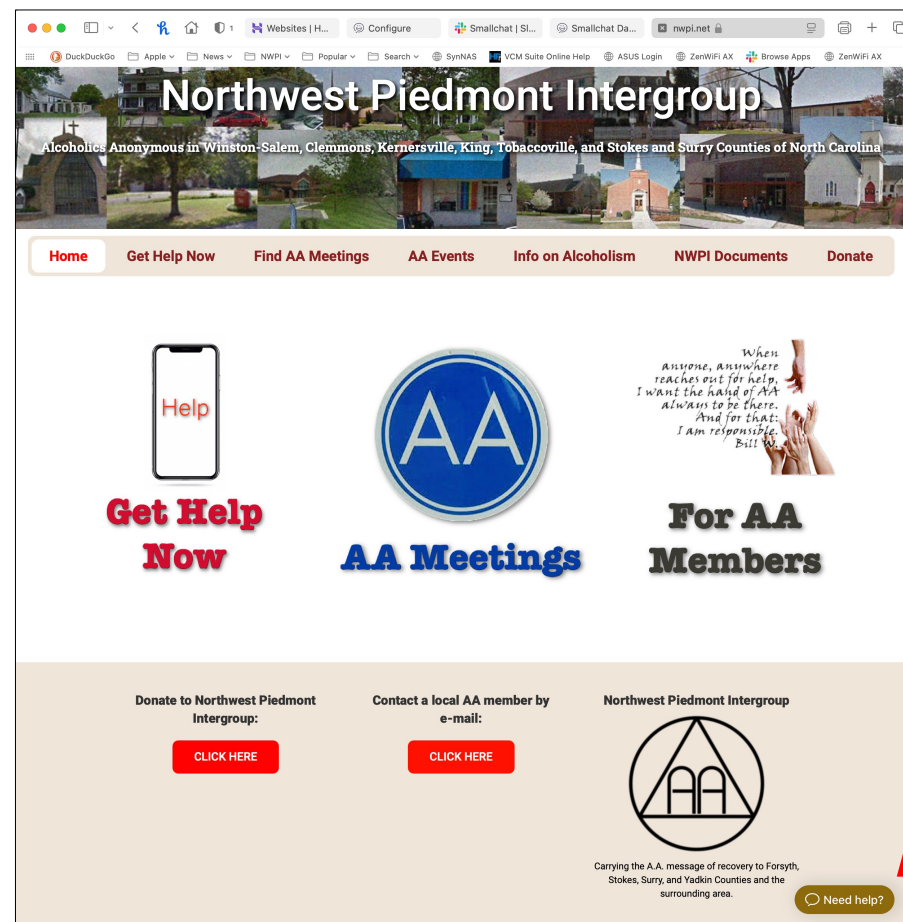 1
Websites | H...
Configure
Smallchat | Sl...
Smallchat Da...
nwpi.net
DuckDuckGo
Apple
News
NWPI
Popular
Search
SynNAS
VCM Suite Online Help
ASUS Login
ZenWiFi AX
Browse Apps
ZenWiFi AX
Northwest Piedmont Intergroup
Alcoholics Anonymous in Winston-Salem, Clemmons, Kernersville, King, Tobaccoville, and Stokes and Surry Counties of North Carolina
Home
Get Help Now
Find AA Meetings
AA Events
Info on Alcoholism
NWPI Documents
Donate
Help
Get Help
Now
AA
AA Meetings
When
anyone, anywhere
reaches out for help,
I want the hand of AA
always to be there.
And for that:
I am responsible.
Bill W.
For AA
Members
Donate to Northwest Piedmont
Intergroup:
CLICK HERE
Contact a local AA member by
e-mail:
CLICK HERE
Northwest Piedmont Intergroup
AA
Carrying the A.A. message of recovery to Forsyth,
Stokes, Surry, and Yadkin Counties and the
surrounding area.
Need help?